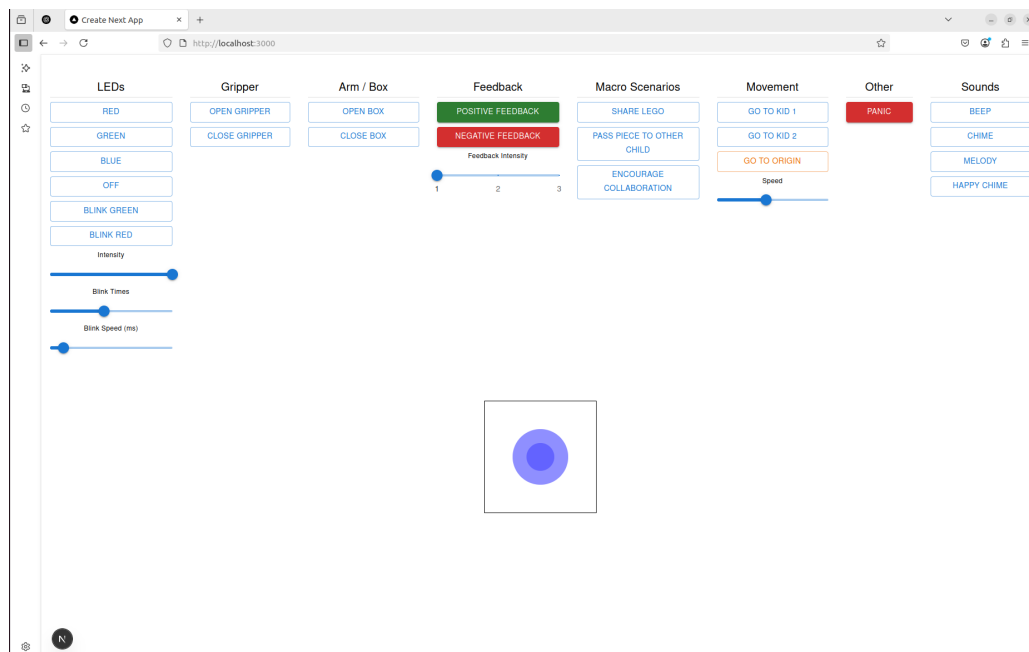 Create Next App
http://localhost:3000
LEDs
RED
GREEN
BLUE
OFF
BLINK GREEN
BLINK RED
Intensity
Blink Times
Blink Speed (ms)
Gripper
OPEN GRIPPER
CLOSE GRIPPER
Arm / Box
OPEN BOX
CLOSE BOX
Feedback
POSITIVE FEEDBACK
NEGATIVE FEEDBACK
Feedback Intensity
1 2 3
Macro Scenarios
SHARE LEGO
PASS PIECE TO OTHER
CHILD
ENCOURAGE
COLLABORATION
Movement
GO TO KID 1
GO TO KID 2
GO TO ORIGIN
Speed
Other
PANIC
Sounds
BEEP
CHIME
MELODY
HAPPY CHIME
N